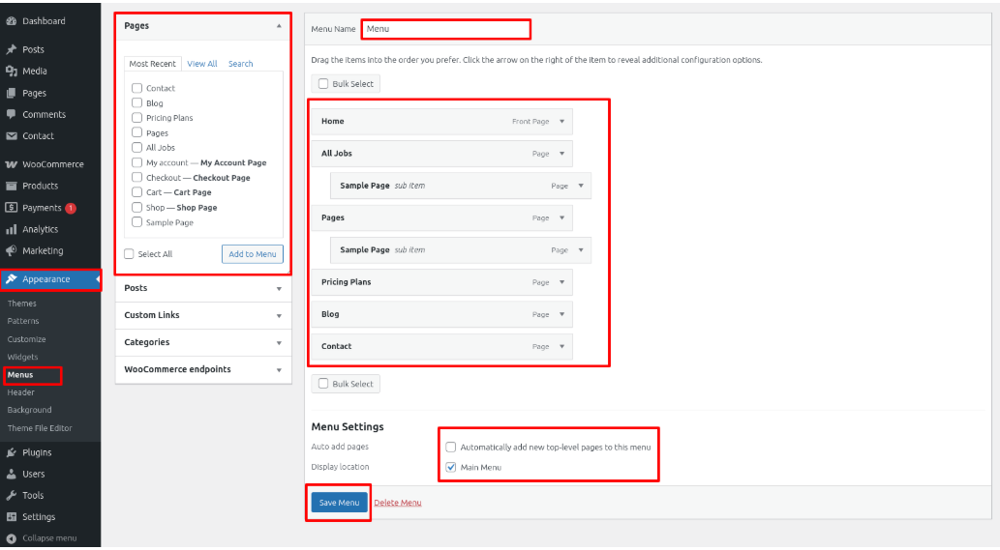 Dashboard
Posts
Media
Pages
Comments
Contact
WooCommerce
Products
Payments 1
Analytics
Marketing
Appearance
Themes
Patterns
Customize
Widgets
Menus
Header
Background
Theme File Editor
Plugins
Users
Tools
Settings
Collapse menu
Pages
Most Recent View All Search
Contact
Blog
Pricing Plans
Pages
All Jobs
My account — My Account Page
Checkout — Checkout Page
Cart — Cart Page
Shop — Shop Page
Sample Page
Select All Add to Menu
Posts
Custom Links
Categories
WooCommerce endpoints
Menu Name Menu
Drag the items into the order you prefer. Click the arrow on the right of the item to reveal additional configuration options.
Bulk Select
Home Front Page
All Jobs Page
Sample Page sub item Page
Pages Page
Sample Page sub item Page
Pricing Plans Page
Blog Page
Contact Page
Bulk Select
Menu Settings
Auto add pages Automatically add new top-level pages to this menu
Display location Main Menu
Save Menu Delete Menu